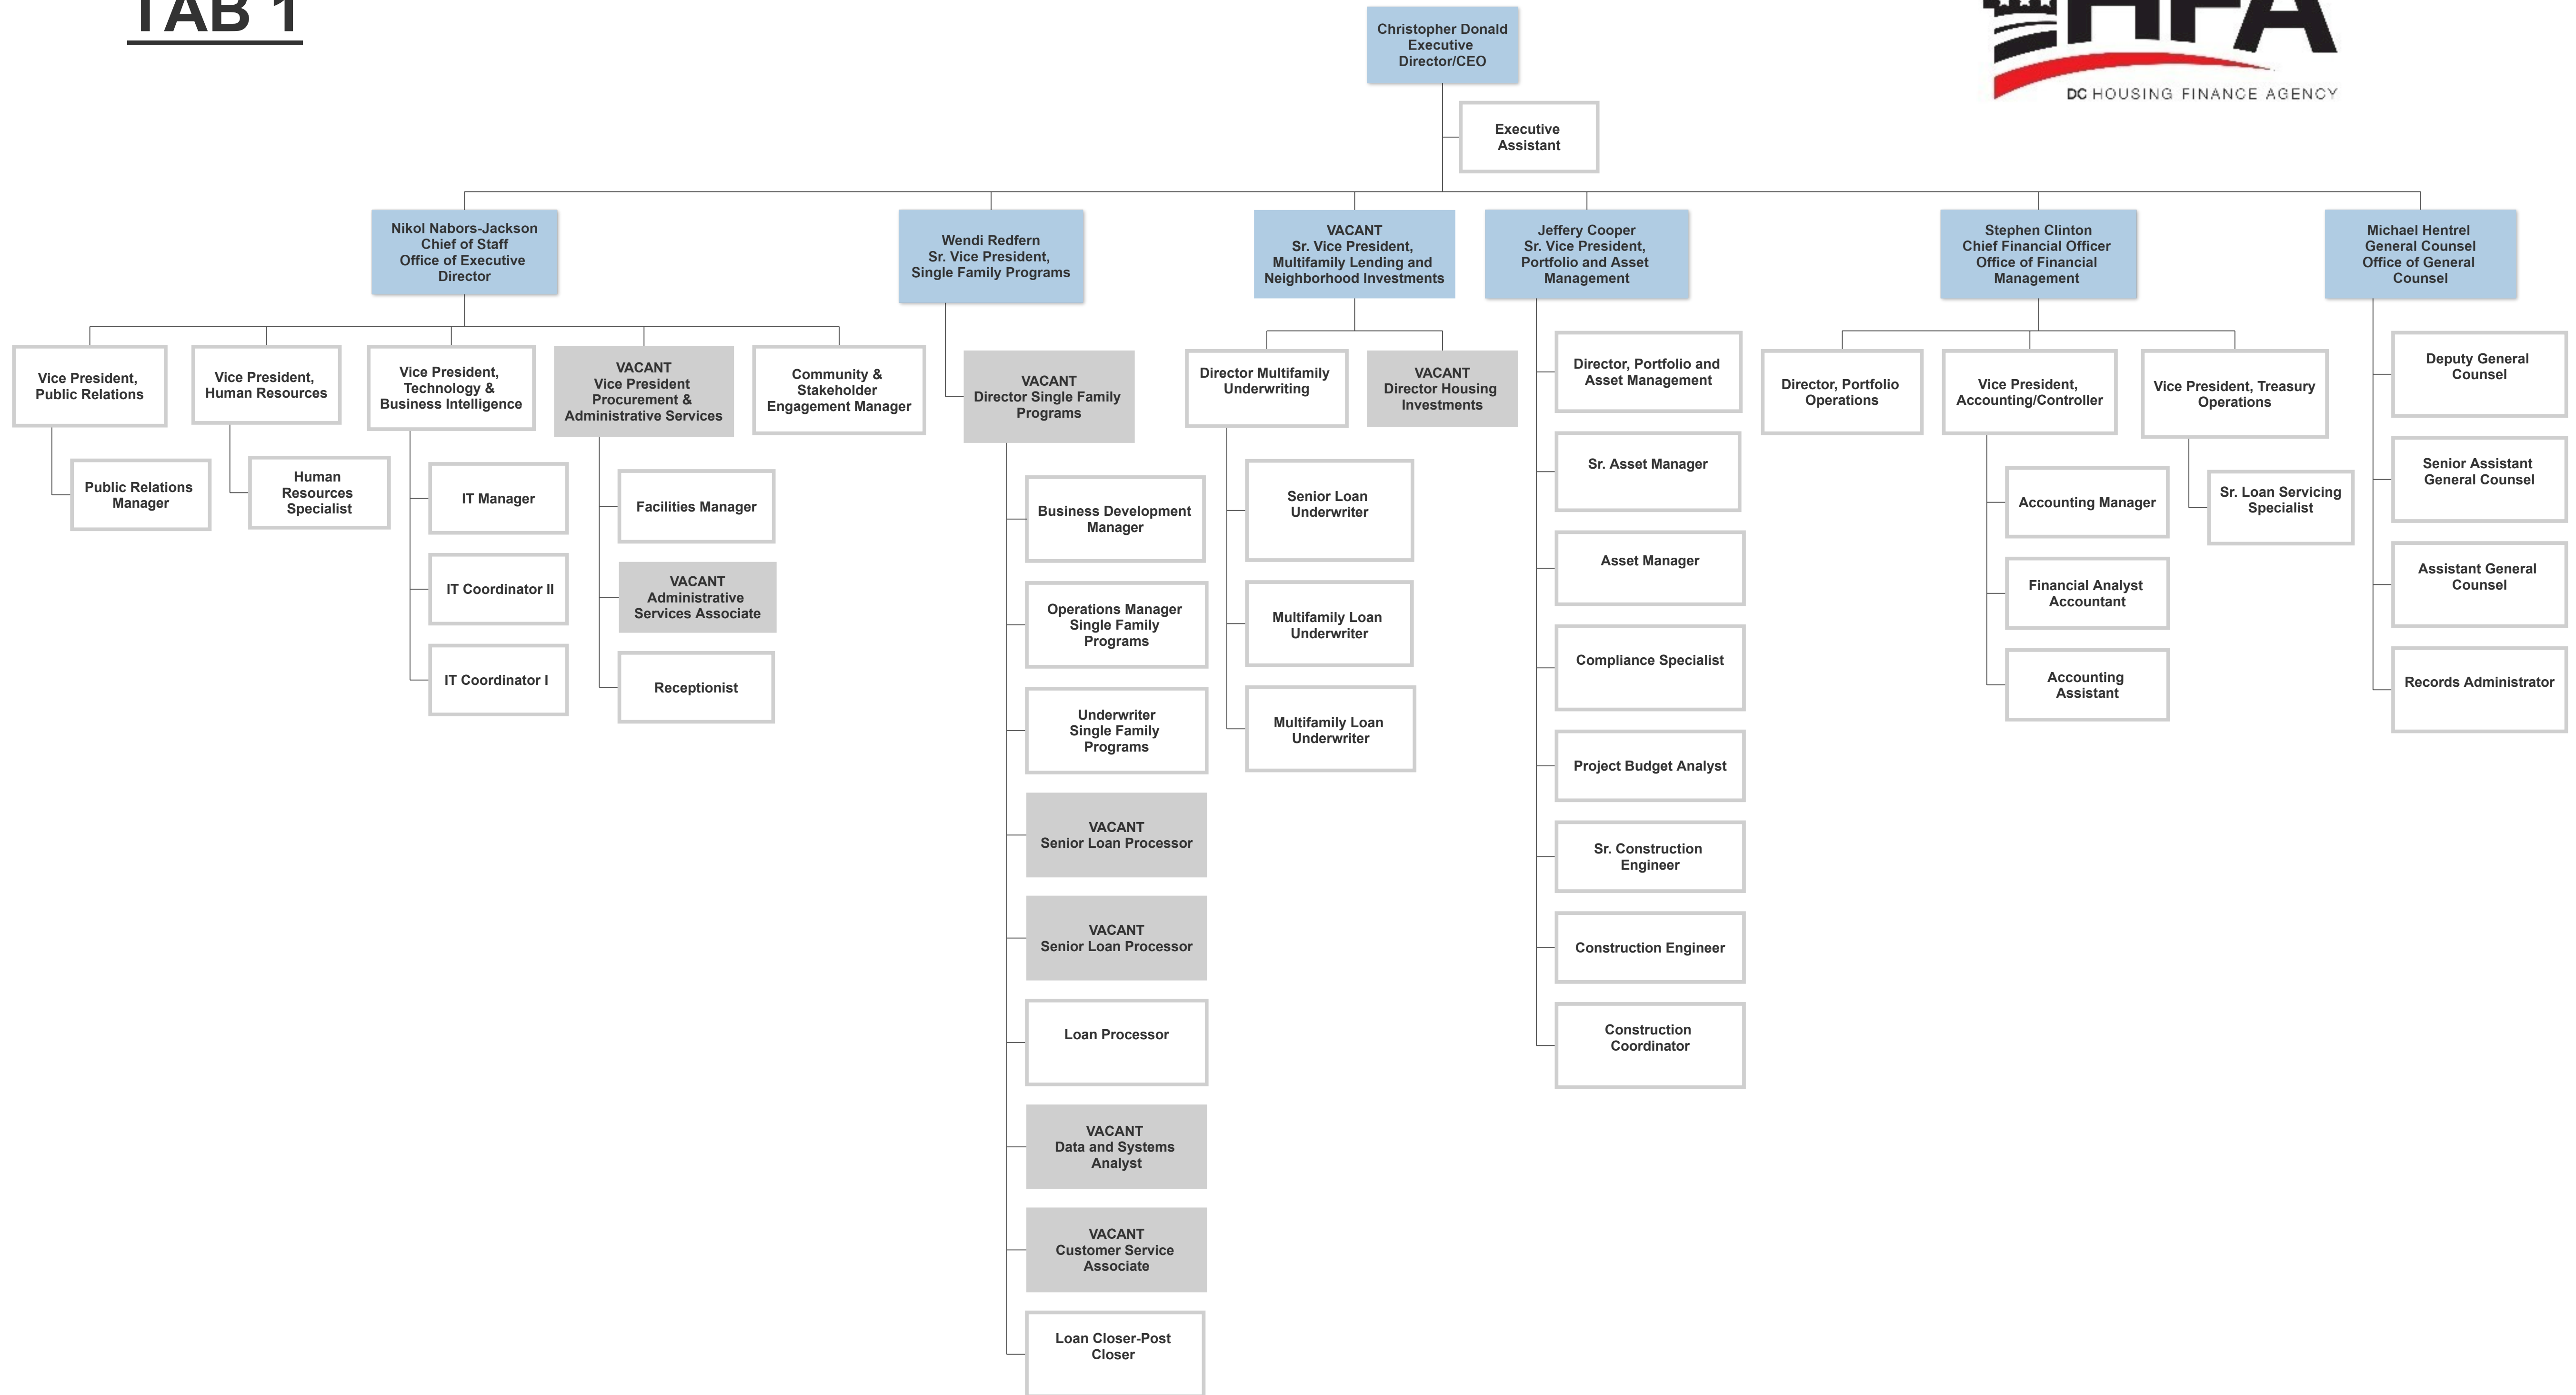 TAB 1
HFA
DC HOUSING FINANCE AGENCY
Christopher Donald
Executive
Director/CEO
Executive
Assistant
Nikol Nabors-Jackson
Chief of Staff
Office of Executive
Director
Wendi Redfern
Sr. Vice President,
Single Family Programs
VACANT
Sr. Vice President,
Multifamily Lending and
Neighborhood Investments
Jeffery Cooper
Sr. Vice President,
Portfolio and Asset
Management
Stephen Clinton
Chief Financial Officer
Office of Financial
Management
Michael Hentrel
General Counsel
Office of General
Counsel
Vice President,
Public Relations
Vice President,
Human Resources
Vice President,
Technology &
Business Intelligence
VACANT
Vice President
Procurement &
Administrative Services
Community &
Stakeholder
Engagement Manager
Public Relations
Manager
Human
Resources
Specialist
IT Manager
IT Coordinator II
IT Coordinator I
Facilities Manager
VACANT
Administrative
Services Associate
Receptionist
VACANT
Director Single Family
Programs
Business Development
Manager
Operations Manager
Single Family
Programs
Underwriter
Single Family
Programs
VACANT
Senior Loan Processor
VACANT
Senior Loan Processor
Loan Processor
VACANT
Data and Systems
Analyst
VACANT
Customer Service
Associate
Loan Closer-Post
Closer
Director Multifamily
Underwriting
VACANT
Director Housing
Investments
Senior Loan
Underwriter
Multifamily Loan
Underwriter
Multifamily Loan
Underwriter
Director, Portfolio and
Asset Management
Sr. Asset Manager
Asset Manager
Compliance Specialist
Project Budget Analyst
Sr. Construction
Engineer
Construction Engineer
Construction
Coordinator
Director, Portfolio
Operations
Vice President,
Accounting/Controller
Vice President, Treasury
Operations
Accounting Manager
Financial Analyst
Accountant
Accounting
Assistant
Sr. Loan Servicing
Specialist
Deputy General
Counsel
Senior Assistant
General Counsel
Assistant General
Counsel
Records Administrator